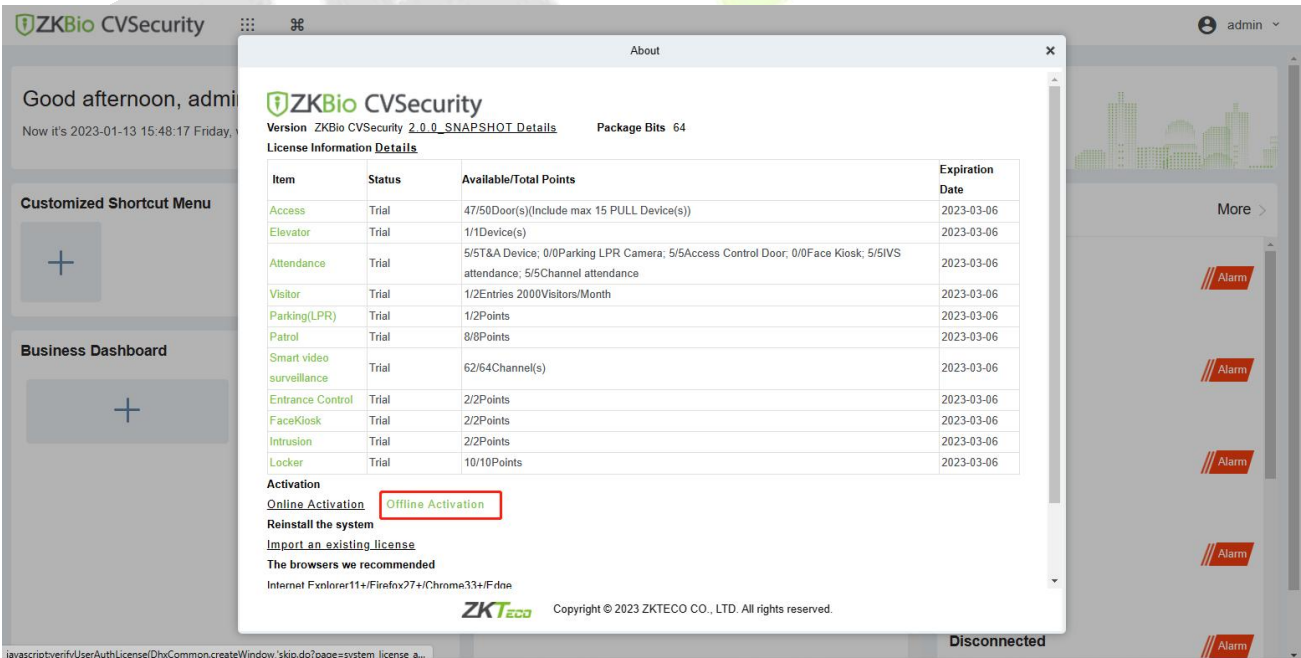 ZKBio CVSecurity
admin
About
Good afternoon, admi
Now it's 2023-01-13 15:48:17 Friday,
Customized Shortcut Menu
Business Dashboard
ZKBio CVSecurity
Version ZKBio CVSecurity 2.0.0_SNAPSHOT Details Package Bits 64
License Information Details
Item Status Available/Total Points Expiration Date
Access Trial 47/50Door(s)(Include max 15 PULL Device(s)) 2023-03-06
Elevator Trial 1/1Device(s) 2023-03-06
Attendance Trial 5/5T&A Device; 0/0Parking LPR Camera; 5/5Access Control Door; 0/0Face Kiosk; 5/5IVS
attendance; 5/5Channel attendance 2023-03-06
Visitor Trial 1/2Entries 2000Visitors/Month 2023-03-06
Parking(LPR) Trial 1/2Points 2023-03-06
Patrol Trial 8/8Points 2023-03-06
Smart video
surveillance Trial 62/64Channel(s) 2023-03-06
Entrance Control Trial 2/2Points 2023-03-06
FaceKiosk Trial 2/2Points 2023-03-06
Intrusion Trial 2/2Points 2023-03-06
Locker Trial 10/10Points 2023-03-06
Activation
Online Activation Offline Activation
Reinstall the system
Import an existing license
The browsers we recommended
Internet Explorer11+/Firefox27+/Chrome33+/Edge
ZKTECO Copyright © 2023 ZKTECO CO., LTD. All rights reserved.
More
Alarm
Alarm
Alarm
Alarm
Disconnected
Alarm
javascript:verifyUserAuthLicense(DhxCommon.createWindow,'skip.do?page=system_license_a...